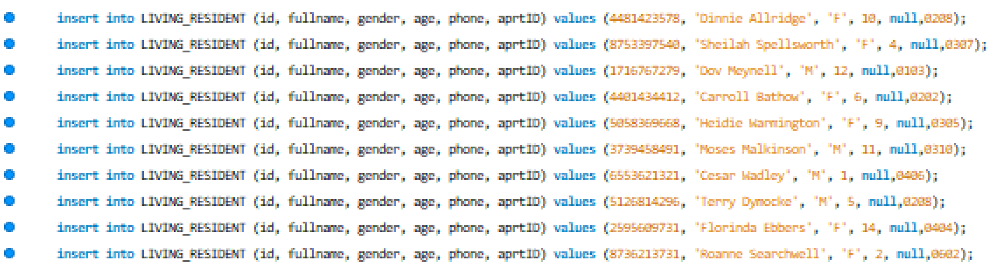 insert into LIVING_RESIDENT (id, fullname, gender, age, phone, aprtID) values (4481423578, 'Dinnie Allridge', 'F', 10, null,0208);
insert into LIVING_RESIDENT (id, fullname, gender, age, phone, aprtID) values (8753397540, 'Sheilah Spellsworth', 'F', 4, null,0307);
insert into LIVING_RESIDENT (id, fullname, gender, age, phone, aprtID) values (1716767279, 'Dov Meynell', 'M', 12, null,0103);
insert into LIVING_RESIDENT (id, fullname, gender, age, phone, aprtID) values (4401434412, 'Carroll Bathow', 'F', 6, null,0202);
insert into LIVING_RESIDENT (id, fullname, gender, age, phone, aprtID) values (5058369668, 'Heidie Warmington', 'F', 9, null,0305);
insert into LIVING_RESIDENT (id, fullname, gender, age, phone, aprtID) values (3739458491, 'Moses Malkinson', 'M', 11, null,0310);
insert into LIVING_RESIDENT (id, fullname, gender, age, phone, aprtID) values (6553621321, 'Cesar Wadley', 'M', 1, null,0406);
insert into LIVING_RESIDENT (id, fullname, gender, age, phone, aprtID) values (5126814296, 'Terry Dymocke', 'M', 5, null,0208);
insert into LIVING_RESIDENT (id, fullname, gender, age, phone, aprtID) values (2595609731, 'Florinda Ebbers', 'F', 14, null,0404);
insert into LIVING_RESIDENT (id, fullname, gender, age, phone, aprtID) values (8736213731, 'Roanne Searchwell', 'F', 2, null,0602);